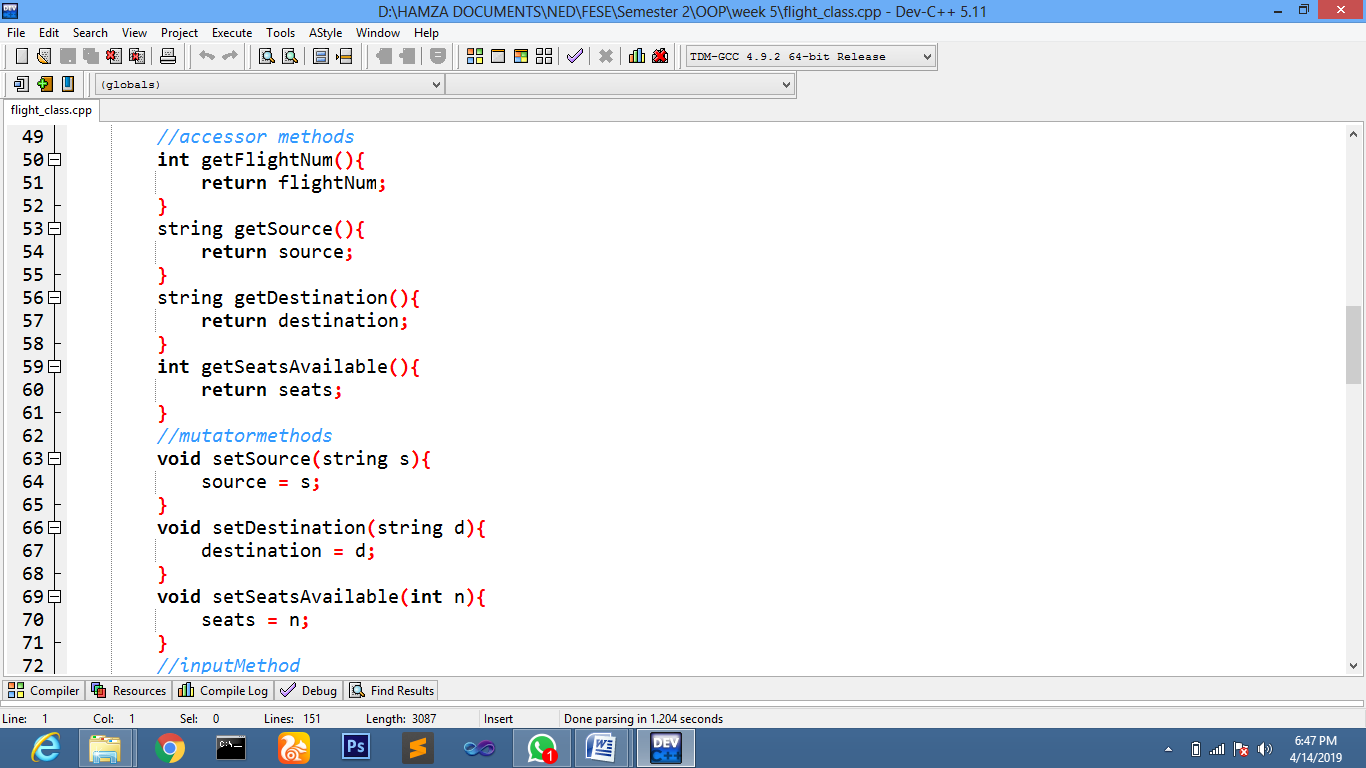 D:\HAMZA DOCUMENTS\NED\FESE\Semester 2\OOP\week 5\flight_class.cpp - Dev-C++ 5.11
File Edit Search View Project Execute Tools AStyle Window Help
TDM-GCC 4.9.2 64-bit Release
(globals)
flight_class.cpp
49 //accessor methods
50 int getFlightNum(){
51 return flightNum;
52 }
53 string getSource(){
54 return source;
55 }
56 string getDestination(){
57 return destination;
58 }
59 int getSeatsAvailable(){
60 return seats;
61 }
62 //mutatormethods
63 void setSource(string s){
64 source = s;
65 }
66 void setDestination(string d){
67 destination = d;
68 }
69 void setSeatsAvailable(int n){
70 seats = n;
71 }
72 //inputMethod
Compiler Resources Compile Log Debug Find Results
Line: 1 Col: 1 Sel: 0 Lines: 151 Length: 3087 Insert Done parsing in 1.204 seconds
C:\_
Ps
1
W
DEV C++
6:47 PM
4/14/2019